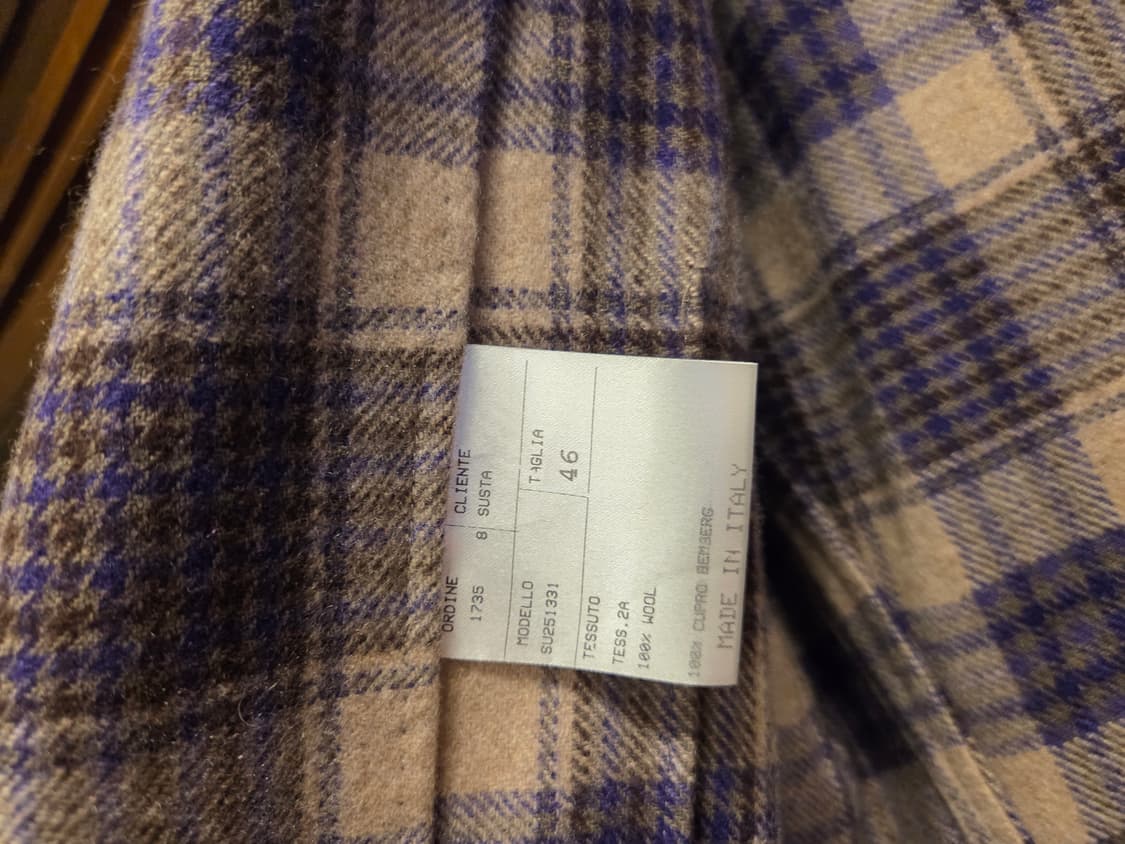 ORDINE CLIENTE
1735 8 SUSTA
MODELLO TAGLIA
SU251331 46
TESSUTO
TESS.2A
100% WOOL
100% CUPRO BEMBERG
MADE IN ITALY